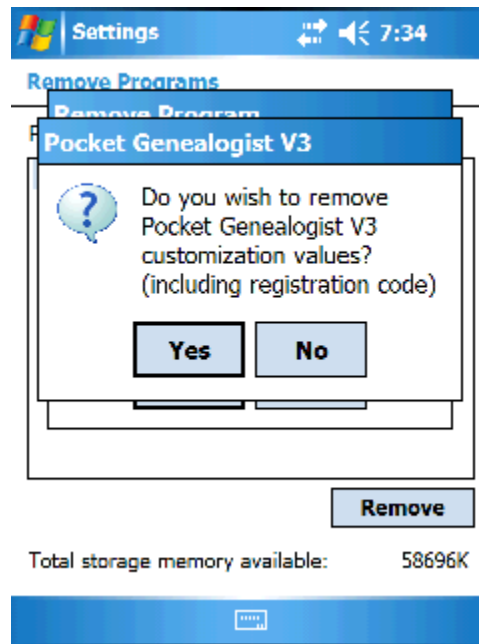 Settings 7:34
Remove Programs
Remove Program
Pocket Genealogist V3
Do you wish to remove
Pocket Genealogist V3
customization values?
(including registration code)
Yes No
Remove
Total storage memory available: 58696K